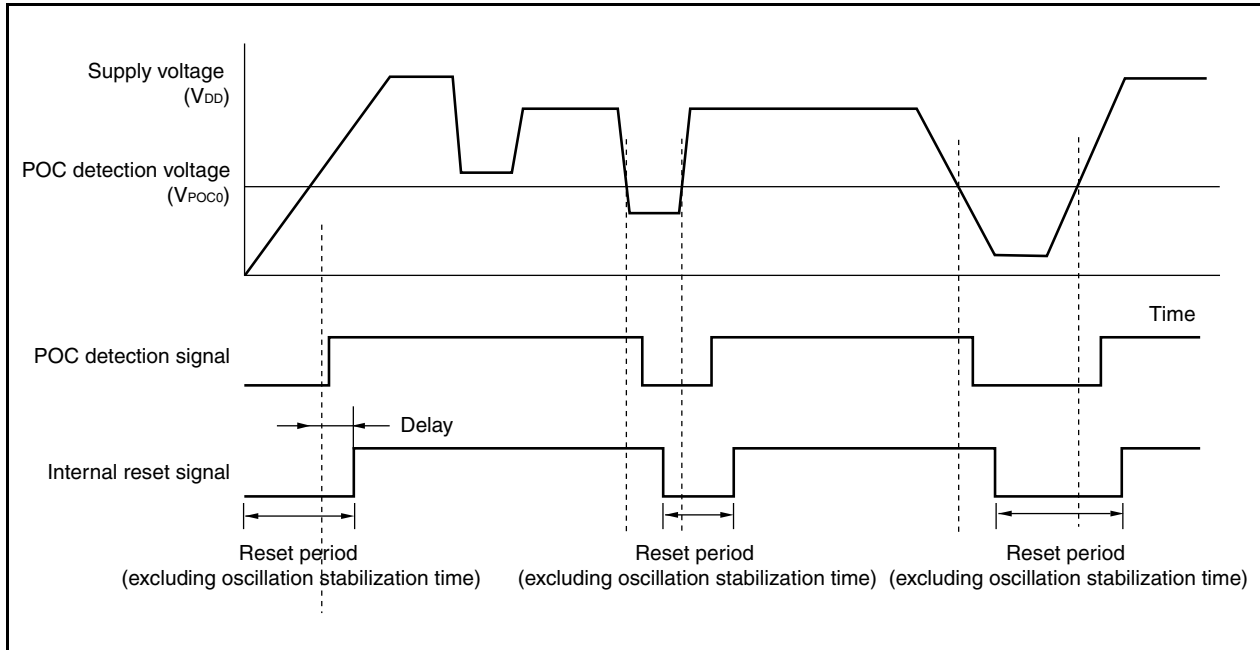 Supply voltage
(VDD)
POC detection voltage
(VPOC0)
Time
POC detection signal
Delay
Internal reset signal
Reset period
(excluding oscillation stabilization time)
Reset period
(excluding oscillation stabilization time)
Reset period
(excluding oscillation stabilization time)